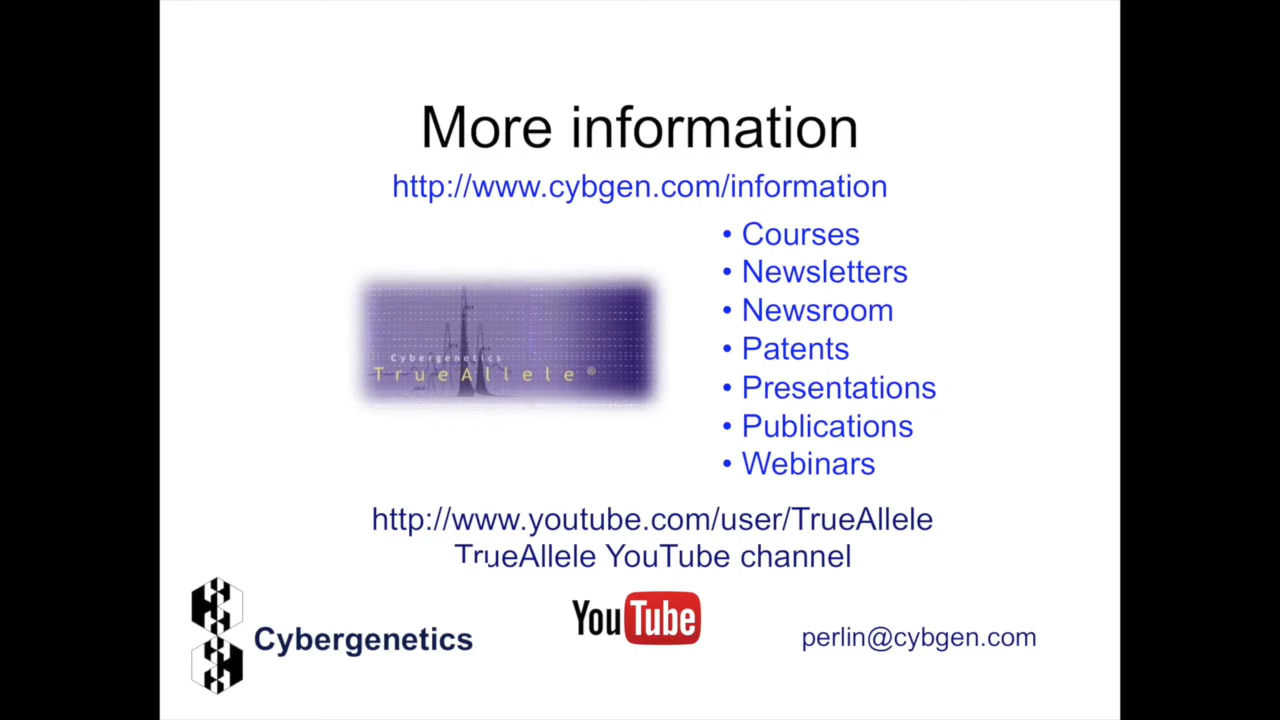 More information
http://www.cybgen.com/information
• Courses
• Newsletters
• Newsroom
• Patents
• Presentations
• Publications
• Webinars
Cybergenetics
TrueAllele®
http://www.youtube.com/user/TrueAllele
TrueAllele YouTube channel
Cybergenetics
YouTube
perlin@cybgen.com